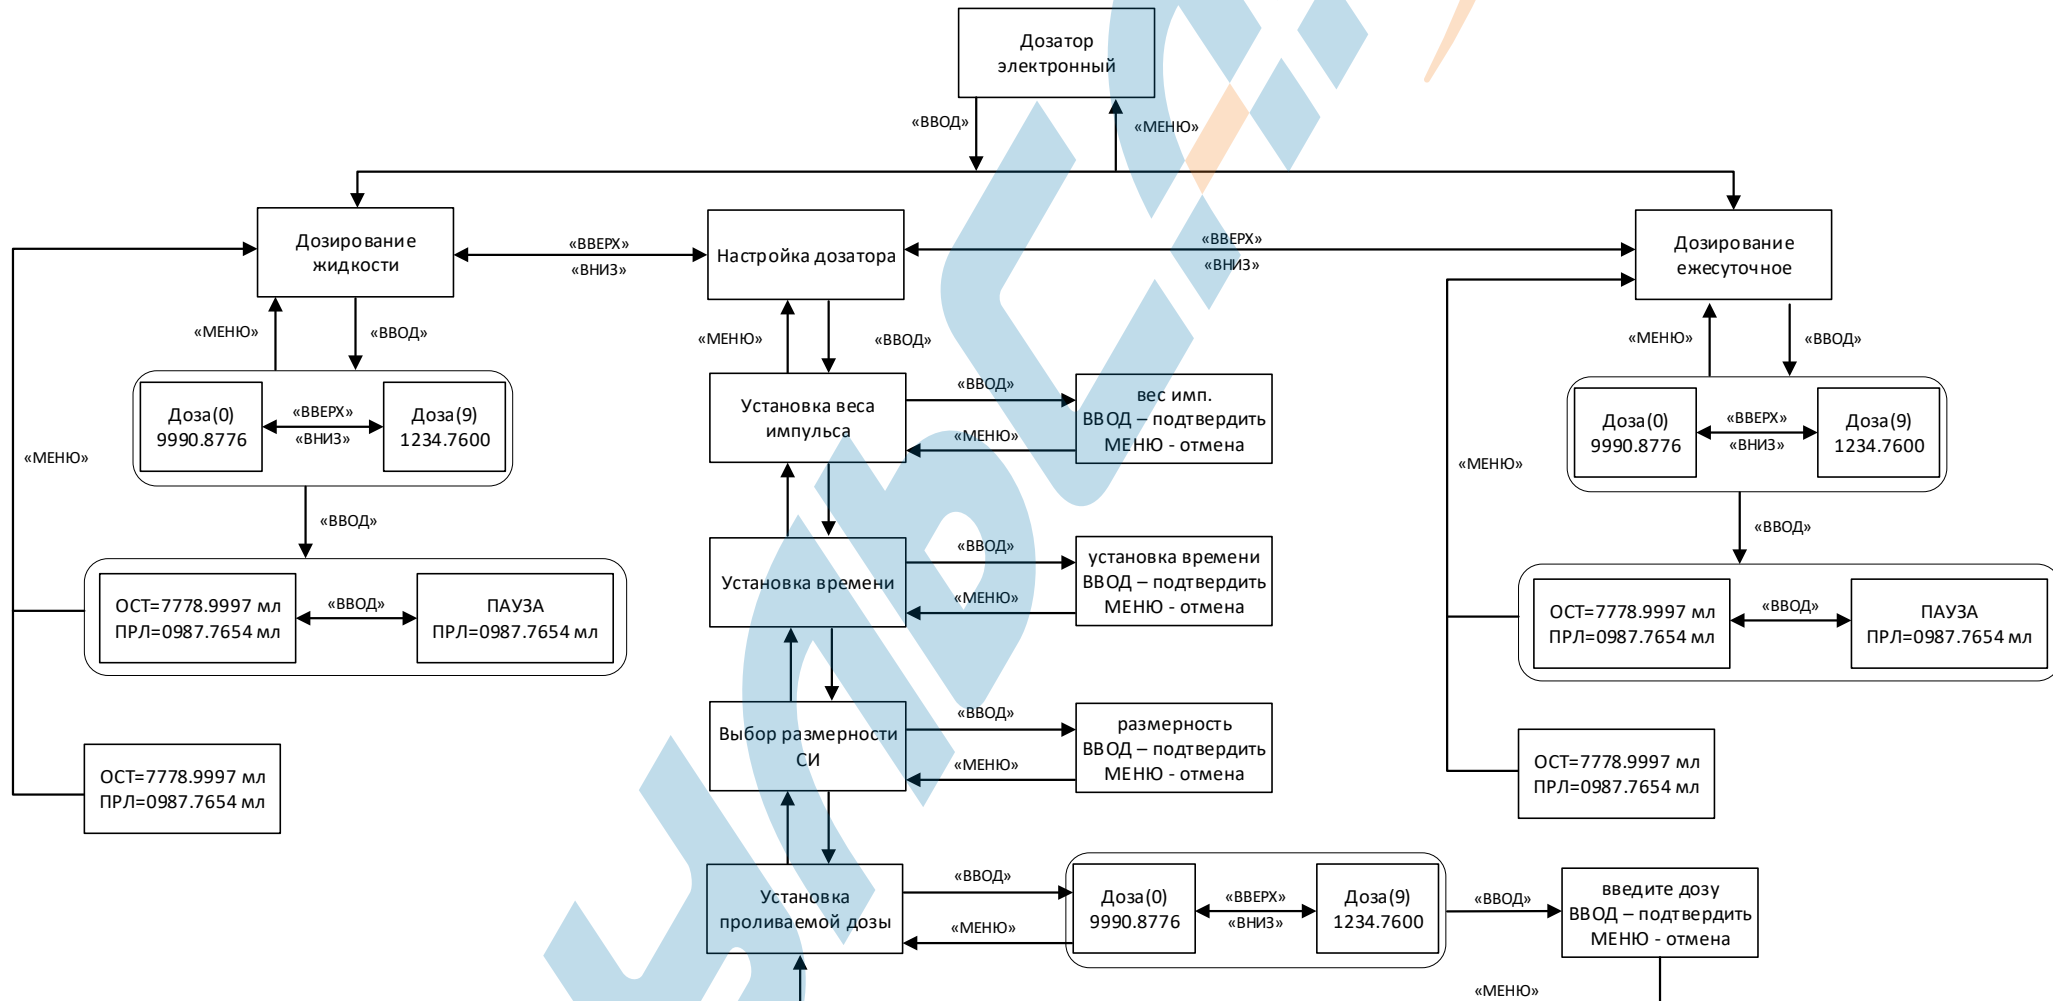 Дозатор
электронный
«ВВОД»
«МЕНЮ»
Дозирование
жидкости
«ВВЕРХ»
«ВНИЗ»
Настройка дозатора
«ВВЕРХ»
«ВНИЗ»
Дозирование
ежесуточное
«МЕНЮ»
«ВВОД»
«МЕНЮ»
«ВВОД»
«МЕНЮ»
«ВВОД»
Доза(0)
9990.8776
«ВВЕРХ»
«ВНИЗ»
Доза(9)
1234.7600
Установка веса
импульса
«ВВОД»
«МЕНЮ»
вес имп.
ВВОД – подтвердить
МЕНЮ - отмена
Доза(0)
9990.8776
«ВВЕРХ»
«ВНИЗ»
Доза(9)
1234.7600
«МЕНЮ»
«МЕНЮ»
«ВВОД»
«ВВОД»
ОСТ=7778.9997 мл
ПРЛ=0987.7654 мл
«ВВОД»
ПАУЗА
ПРЛ=0987.7654 мл
Установка времени
«ВВОД»
«МЕНЮ»
установка времени
ВВОД – подтвердить
МЕНЮ - отмена
ОСТ=7778.9997 мл
ПРЛ=0987.7654 мл
«ВВОД»
ПАУЗА
ПРЛ=0987.7654 мл
Выбор размерности
СИ
«ВВОД»
«МЕНЮ»
размерность
ВВОД – подтвердить
МЕНЮ - отмена
ОСТ=7778.9997 мл
ПРЛ=0987.7654 мл
ОСТ=7778.9997 мл
ПРЛ=0987.7654 мл
Установка
проливаемой дозы
«ВВОД»
«МЕНЮ»
Доза(0)
9990.8776
«ВВЕРХ»
«ВНИЗ»
Доза(9)
1234.7600
«ВВОД»
введите дозу
ВВОД – подтвердить
МЕНЮ - отмена
«МЕНЮ»